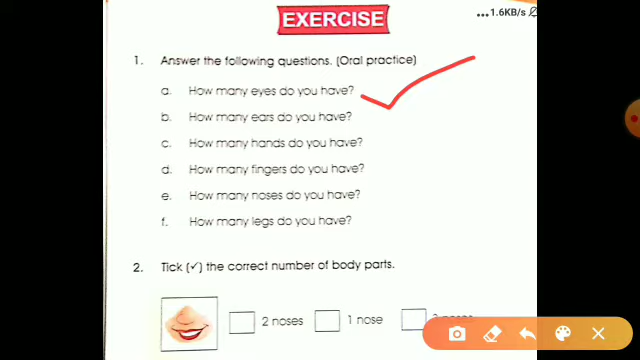 ...1.6KB/s
EXERCISE
1. Answer the following questions. (Oral practice)
a. How many eyes do you have?
b. How many ears do you have?
c. How many hands do you have?
d. How many fingers do you have?
e. How many noses do you have?
f. How many legs do you have?
2. Tick (✓) the correct number of body parts.
2 noses 1 nose